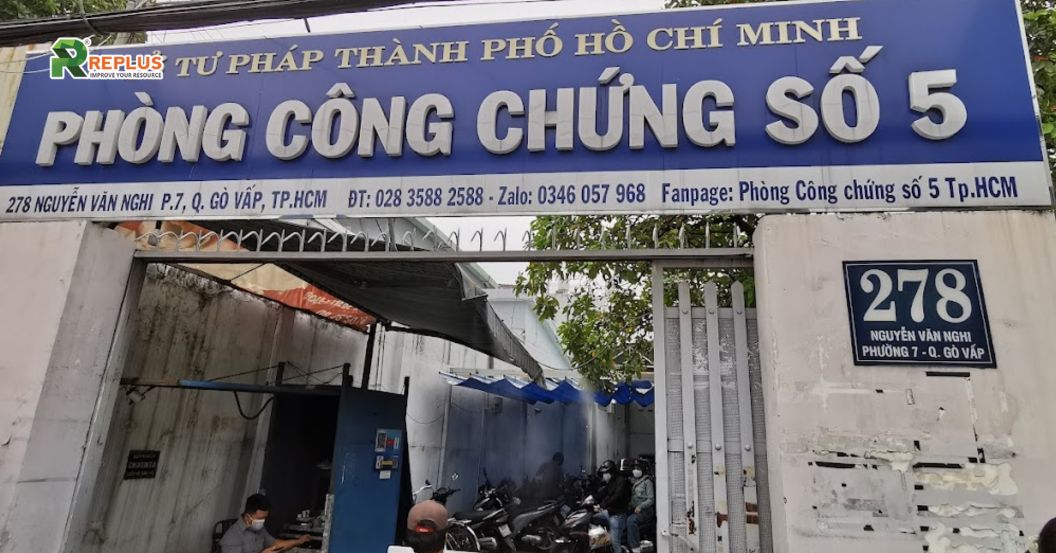 REPLUS
IMPROVE YOUR RESOURCE
TƯ PHÁP THÀNH PHỐ HỒ CHÍ MINH
PHÒNG CÔNG CHỨNG SỐ 5
278 NGUYỄN VĂN NGHI P.7, Q. GÒ VẤP, TP.HCM ĐT: 028 3588 2588 - Zalo: 0346 057 968 Fanpage: Phòng Công chứng số 5 Tp.HCM
278
NGUYỄN VĂN NGHI
PHƯỜNG 7 - Q. GÒ VẤP